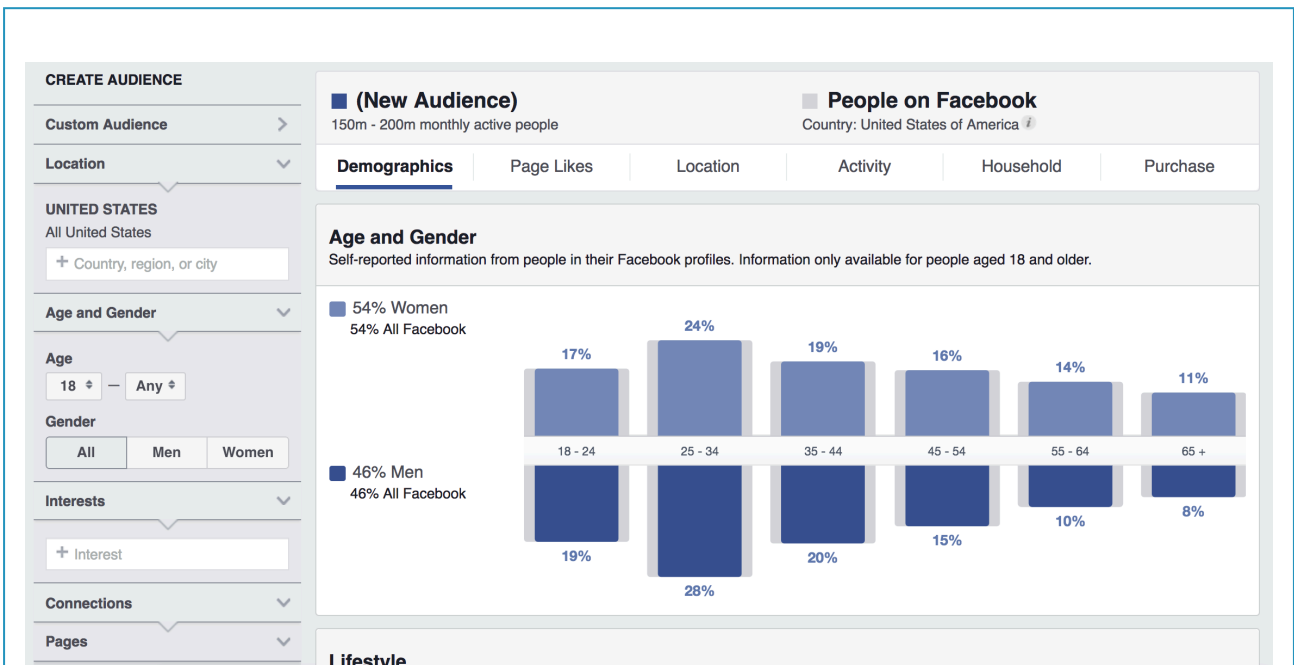 CREATE AUDIENCE
Custom Audience
Location
UNITED STATES
All United States
+ Country, region, or city
Age and Gender
Age
18 – Any
Gender
All Men Women
Interests
+ Interest
Connections
Pages
(New Audience)
150m - 200m monthly active people
People on Facebook
Country: United States of America i
Demographics Page Likes Location Activity Household Purchase
Age and Gender
Self-reported information from people in their Facebook profiles. Information only available for people aged 18 and older.
54% Women
54% All Facebook
17% 24% 19% 16% 14% 11%
18 - 24 25 - 34 35 - 44 45 - 54 55 - 64 65 +
46% Men
46% All Facebook
19% 28% 20% 15% 10% 8%
Lifestyle